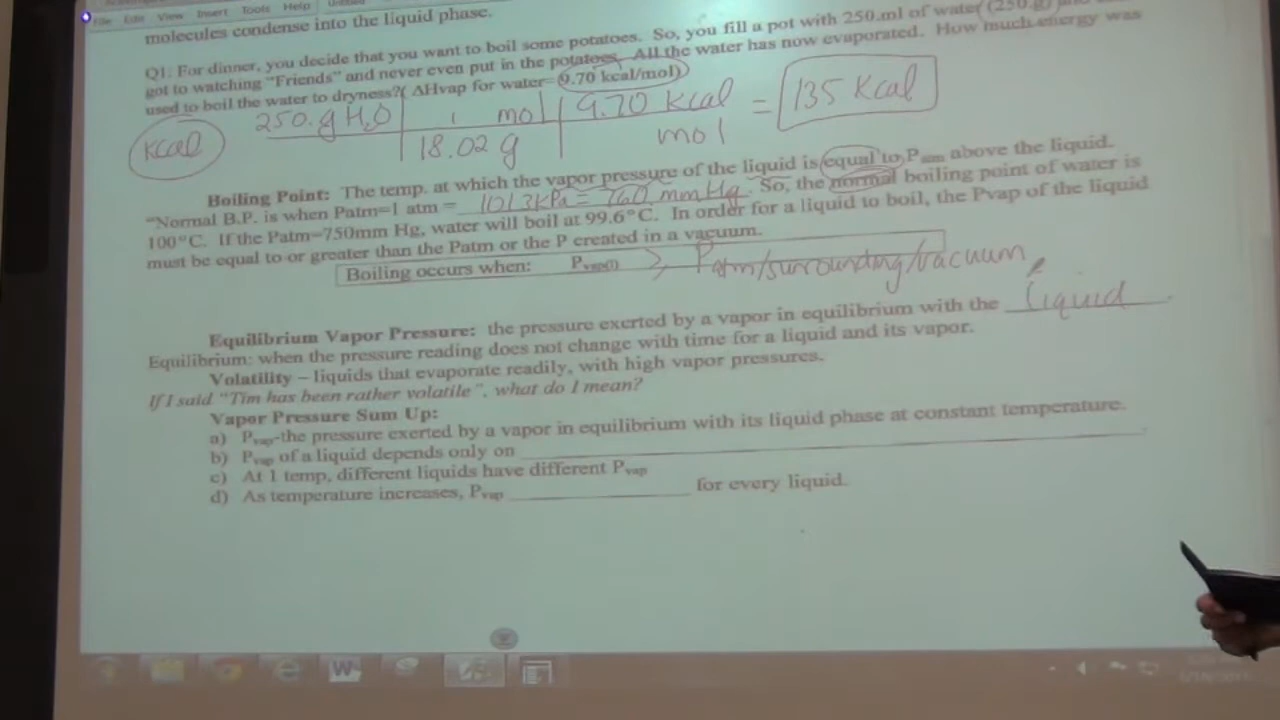 File Edit View Insert Tools Help
molecules condense into the liquid phase.
Q1: For dinner, you decide that you want to boil some potatoes. So, you fill a pot with 250.ml of water (250.g)
got to watching "Friends" and never even put in the potatoes. All the water has now evaporated. How much energy was
used to boil the water to dryness?( ΔHvap for water= 9.70 kcal/mol)
250. g H2O 1 mol 9.70 Kcal = 135 Kcal
Kcal 18.02 g mol
Boiling Point: The temp. at which the vapor pressure of the liquid is equal to Patm above the liquid.
"Normal B.P. is when Patm=1 atm = 101.3KPa = 760 mmHg. So, the normal boiling point of water is
100°C. If the Patm=750mm Hg, water will boil at 99.6°C. In order for a liquid to boil, the Pvap of the liquid
must be equal to or greater than the Patm or the P created in a vacuum.
Boiling occurs when: Pvap(l) ≥ Patm/surrounding/vacuum
Equilibrium Vapor Pressure: the pressure exerted by a vapor in equilibrium with the liquid.
Equilibrium: when the pressure reading does not change with time for a liquid and its vapor.
Volatility – liquids that evaporate readily, with high vapor pressures.
If I said "Tim has been rather volatile", what do I mean?
Vapor Pressure Sum Up:
a) Pvap-the pressure exerted by a vapor in equilibrium with its liquid phase at constant temperature.
b) Pvap of a liquid depends only on ____.
c) At 1 temp, different liquids have different Pvap
d) As temperature increases, Pvap ____ for every liquid.
W